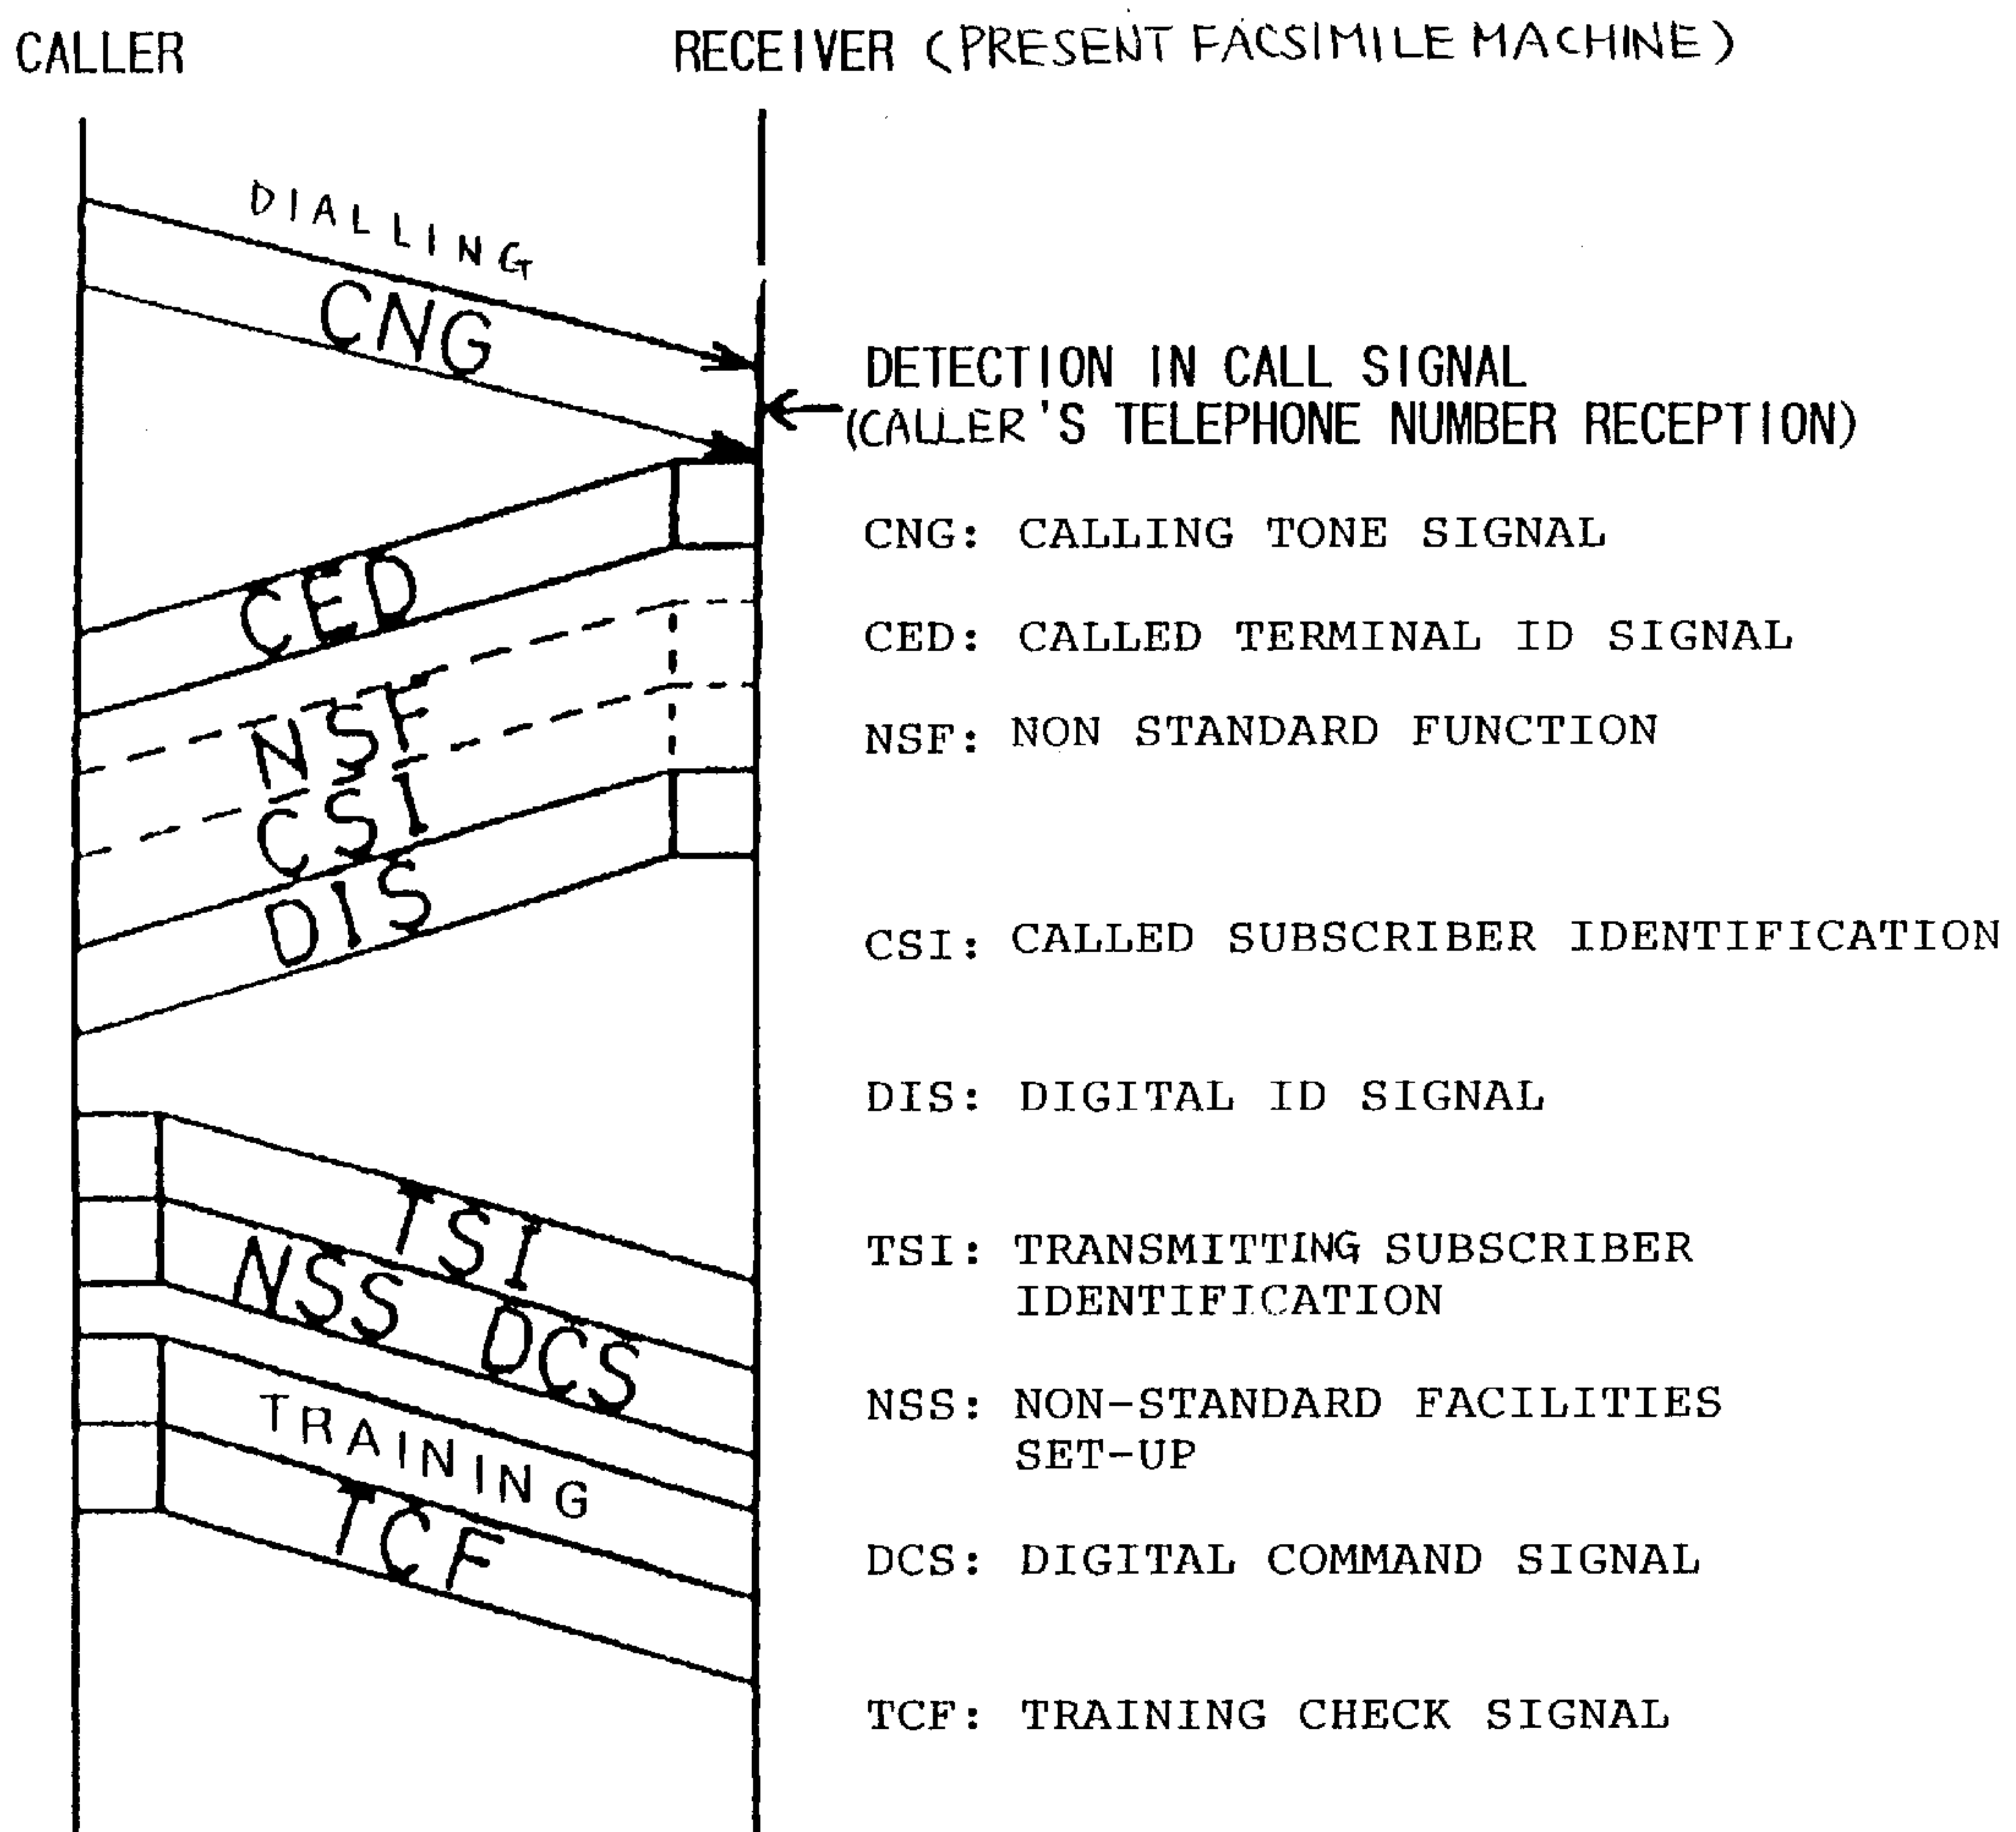 CALLER
RECEIVER (PRESENT FACSIMILE MACHINE)
DIALLING
CNG
DETECTION IN CALL SIGNAL
(CALLER'S TELEPHONE NUMBER RECEPTION)
CED
NSF
CSI
DIS
TSI
NSS DCS
TRAINING
TCF
CNG: CALLING TONE SIGNAL
CED: CALLED TERMINAL ID SIGNAL
NSF: NON STANDARD FUNCTION
CSI: CALLED SUBSCRIBER IDENTIFICATION
DIS: DIGITAL ID SIGNAL
TSI: TRANSMITTING SUBSCRIBER
IDENTIFICATION
NSS: NON-STANDARD FACILITIES
SET-UP
DCS: DIGITAL COMMAND SIGNAL
TCF: TRAINING CHECK SIGNAL